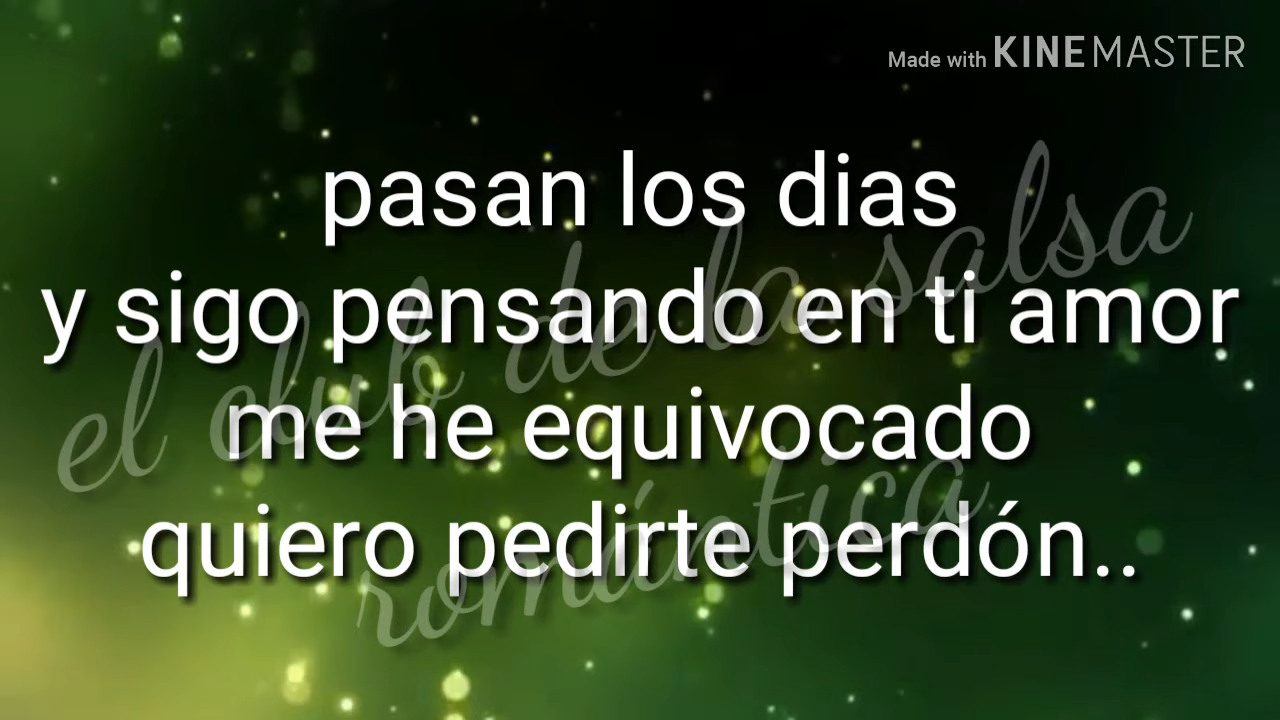 Made with KINEMASTER
pasan los dias
y sigo pensando en ti amor
me he equivocado
quiero pedirte perdón..
el club de la salsa
romántica